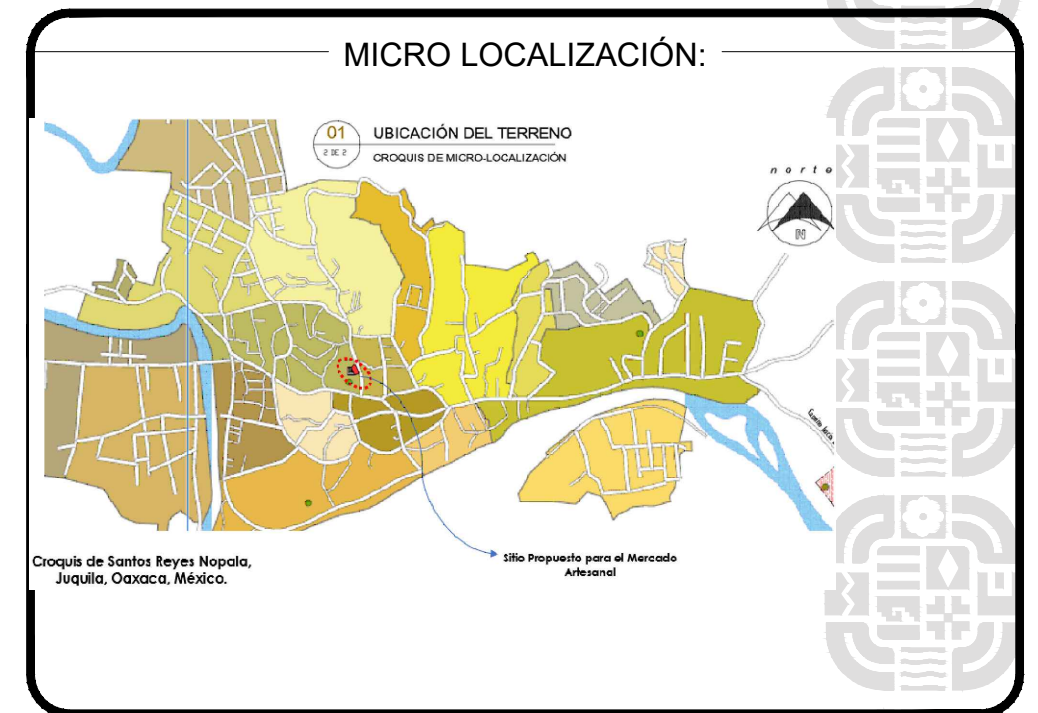 MICRO LOCALIZACIÓN:
01
2 DE 2
UBICACIÓN DEL TERRENO
CROQUIS DE MICRO-LOCALIZACIÓN
norte
N
Sitio Propuesto para el Mercado
Artesanal
Croquis de Santos Reyes Nopala,
Juquila, Oaxaca, México.